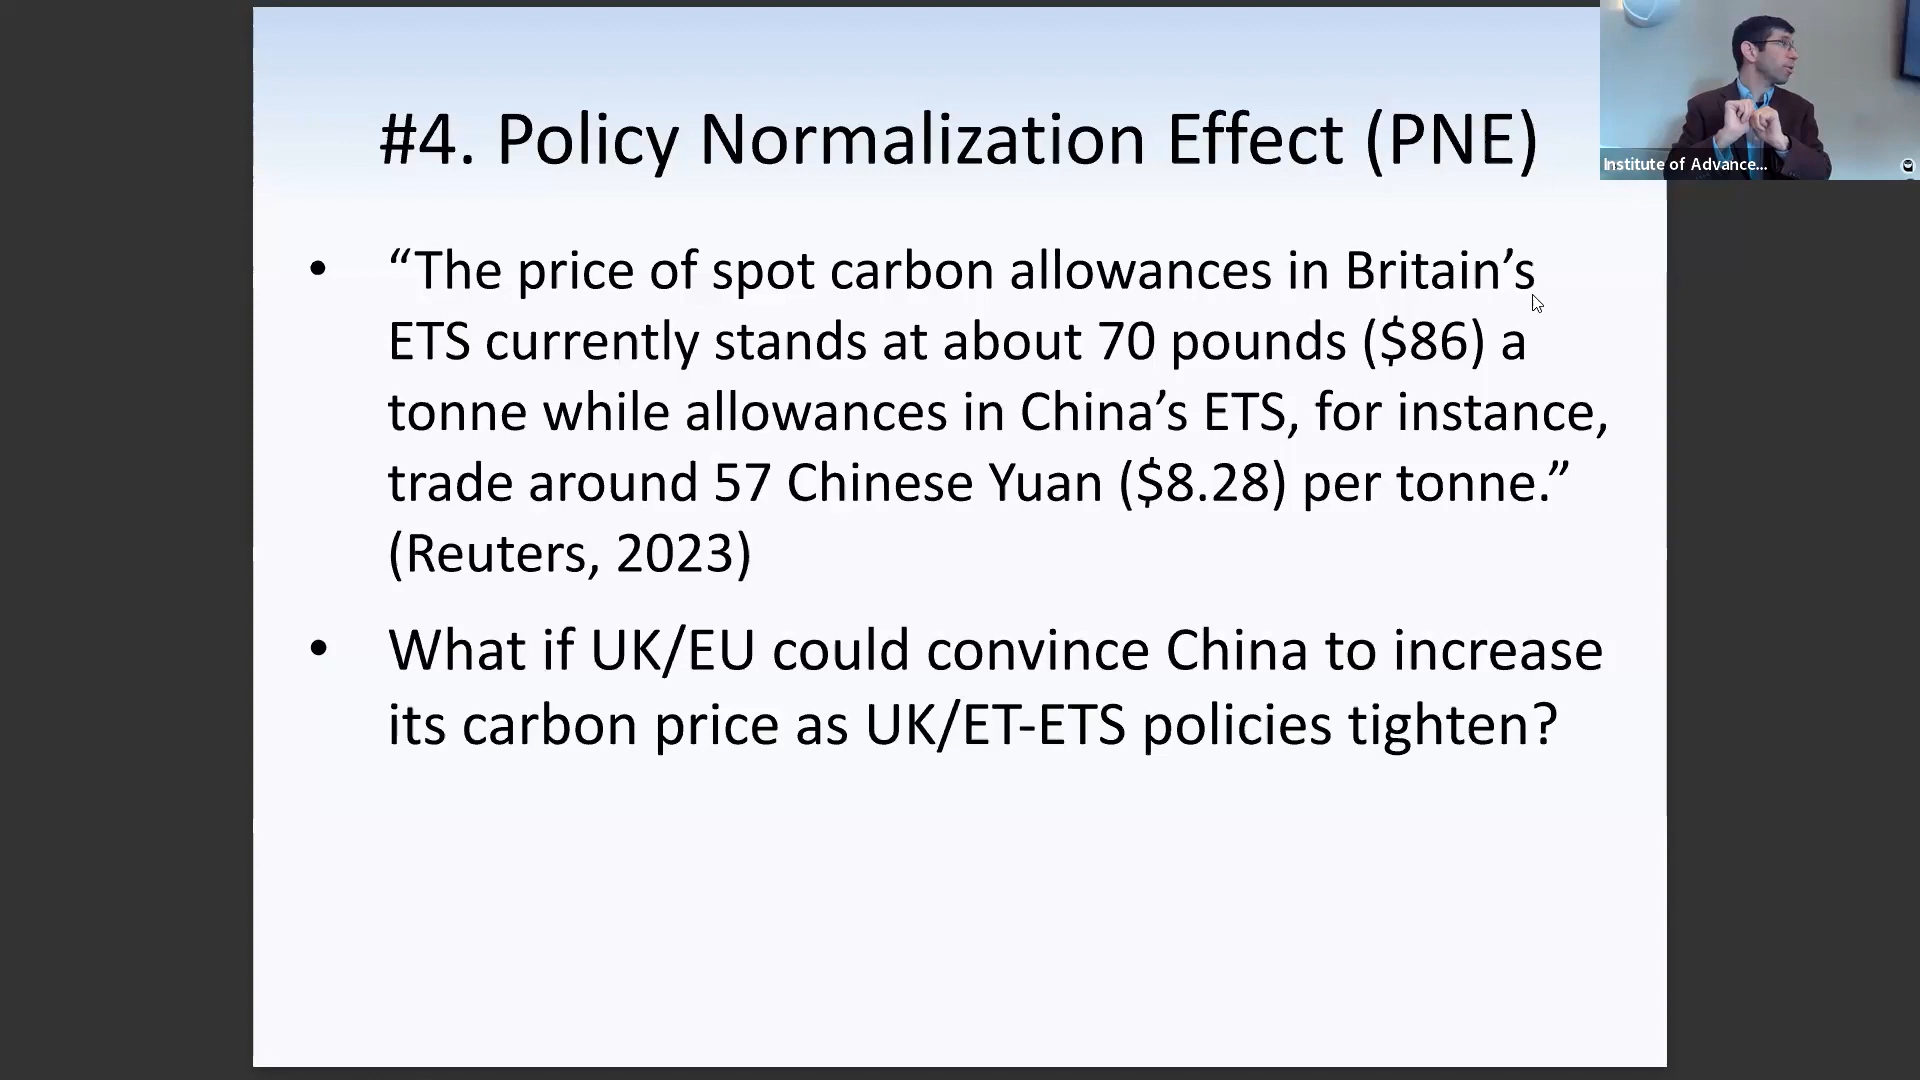 #4. Policy Normalization Effect (PNE)
Institute of Advance...
• “The price of spot carbon allowances in Britain’s
ETS currently stands at about 70 pounds ($86) a
tonne while allowances in China’s ETS, for instance,
trade around 57 Chinese Yuan ($8.28) per tonne.”
(Reuters, 2023)
• What if UK/EU could convince China to increase
its carbon price as UK/ET-ETS policies tighten?